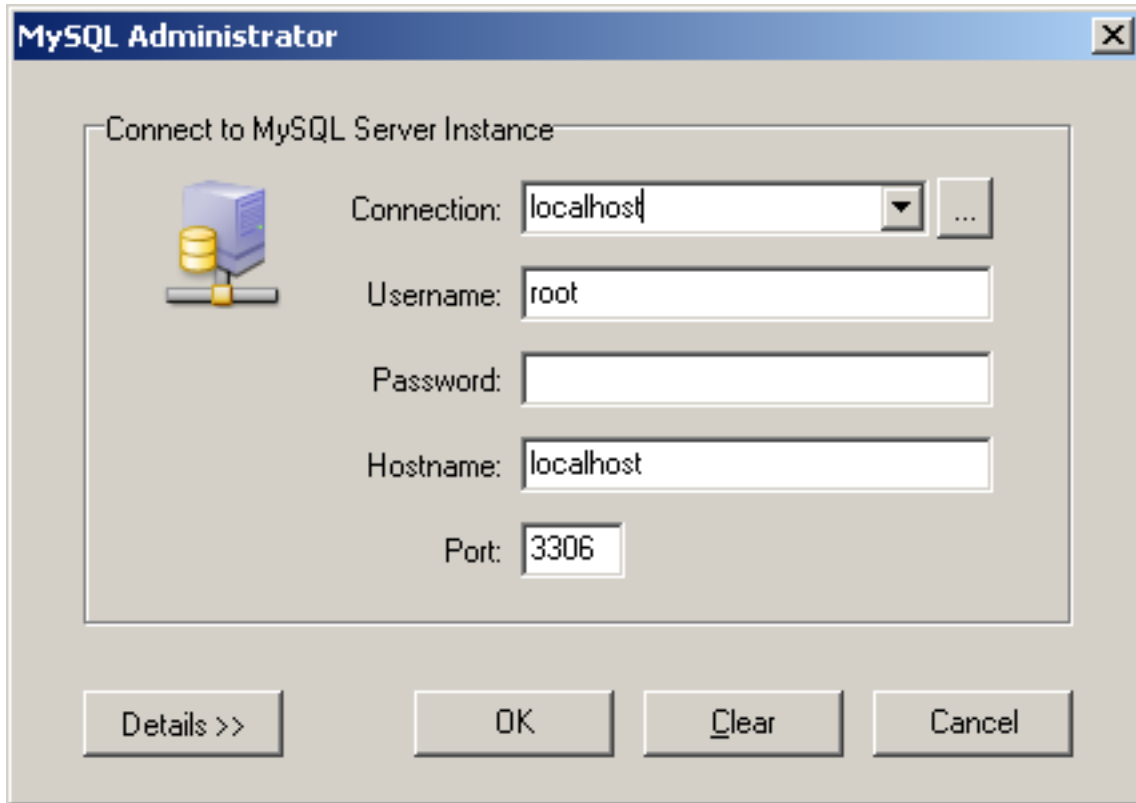 MySQL Administrator
Connect to MySQL Server Instance
Connection: localhost ...
Username: root
Password:
Hostname: localhost
Port: 3306
Details >> OK Clear Cancel